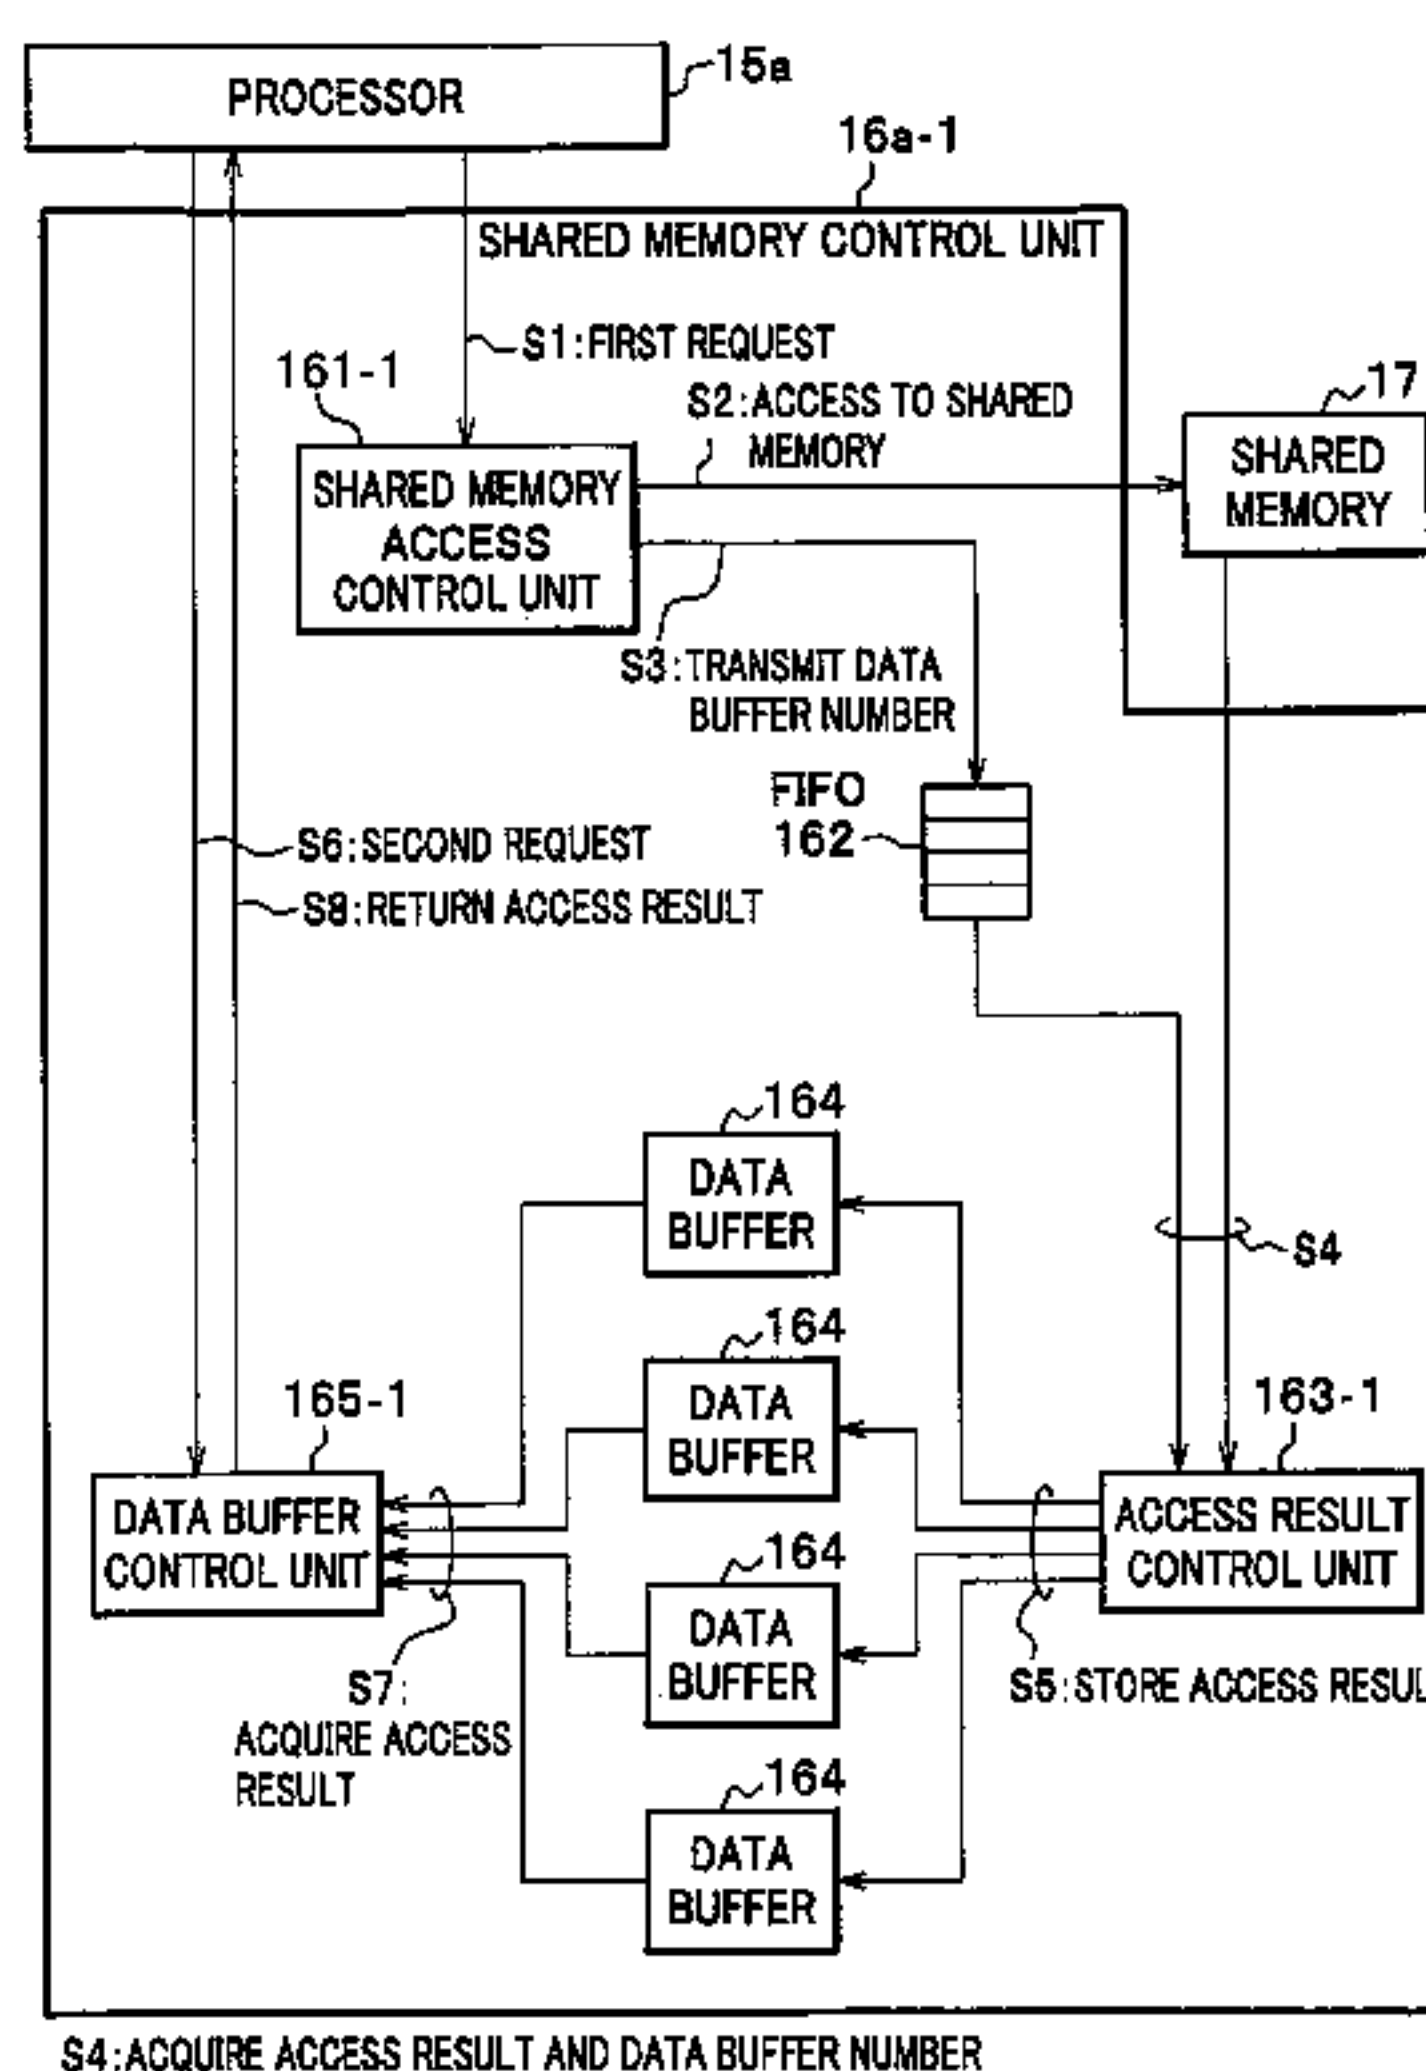 PROCESSOR
15a
16a-1
SHARED MEMORY CONTROL UNIT
S1:FIRST REQUEST
161-1
S2:ACCESS TO SHARED
MEMORY
17
SHARED MEMORY
ACCESS
CONTROL UNIT
SHARED
MEMORY
S3:TRANSMIT DATA
BUFFER NUMBER
FIFO
162
S6:SECOND REQUEST
S8:RETURN ACCESS RESULT
164
DATA
BUFFER
S4
164
DATA
BUFFER
165-1
163-1
DATA BUFFER
CONTROL UNIT
ACCESS RESULT
CONTROL UNIT
164
DATA
BUFFER
S7:
ACQUIRE ACCESS
RESULT
S5:STORE ACCESS RESUL
164
DATA
BUFFER
S4:ACQUIRE ACCESS RESULT AND DATA BUFFER NUMBER